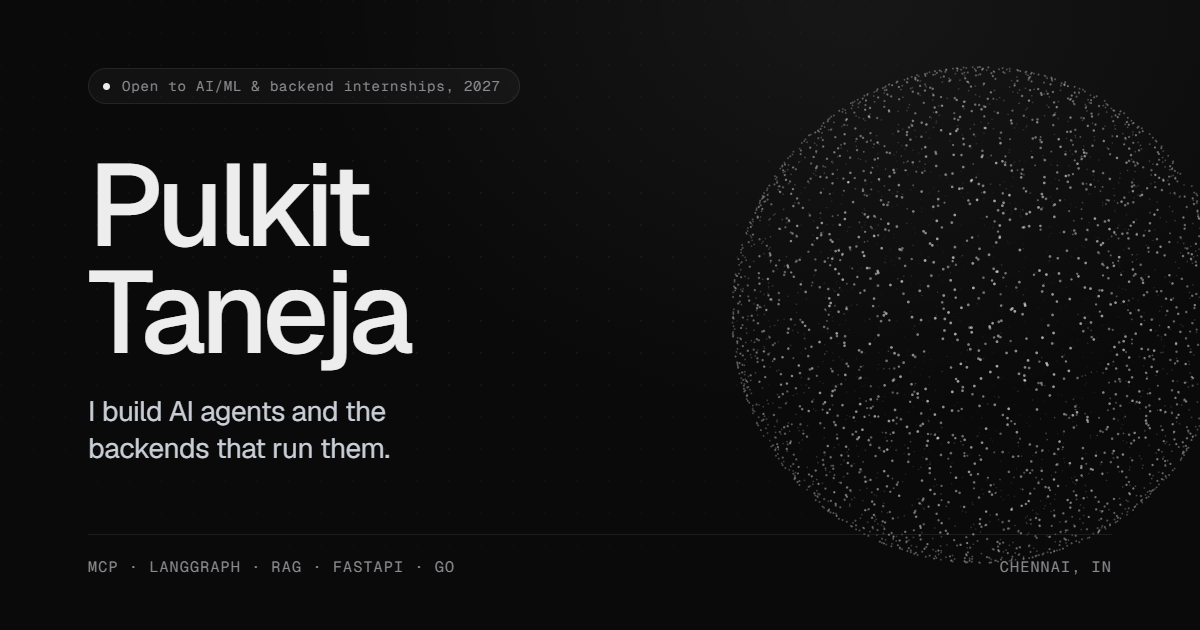 Open to AI/ML & backend internships, 2027
Pulkit
Taneja
I build AI agents and the
backends that run them.
MCP · LANGGRAPH · RAG · FASTAPI · GO
CHENNAI, IN